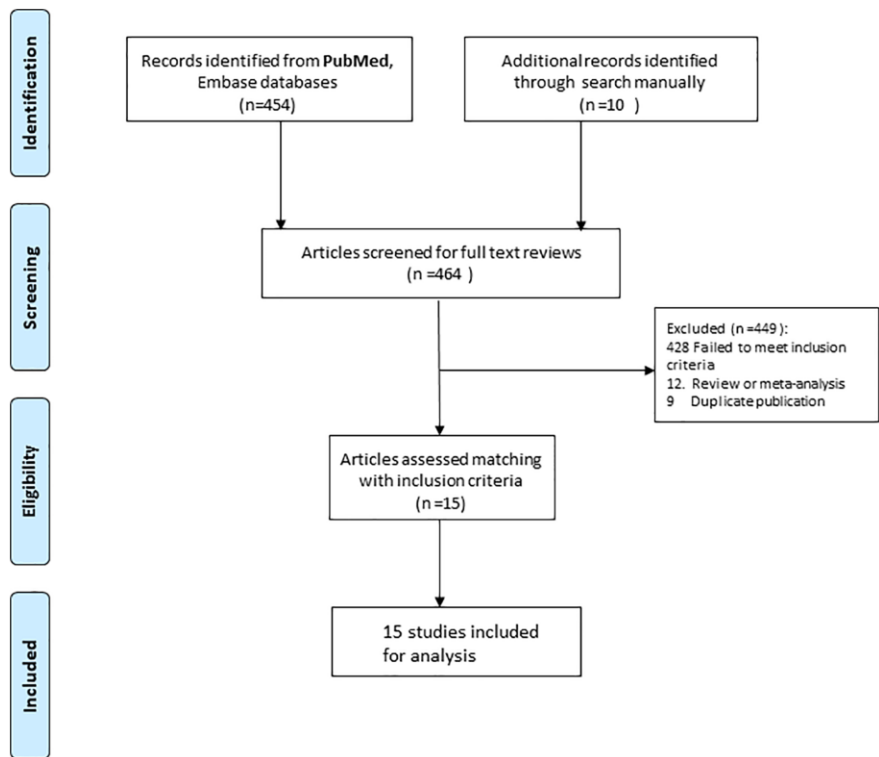 Identification
Records identified from PubMed,
Embase databases
(n=454)
Additional records identified
through search manually
(n =10 )
Screening
Articles screened for full text reviews
(n =464 )
Excluded (n =449 ):
428 Failed to meet inclusion
criteria
12. Review or meta-analysis
9 Duplicate publication
Eligibility
Articles assessed matching
with inclusion criteria
(n =15)
Included
15 studies included
for analysis